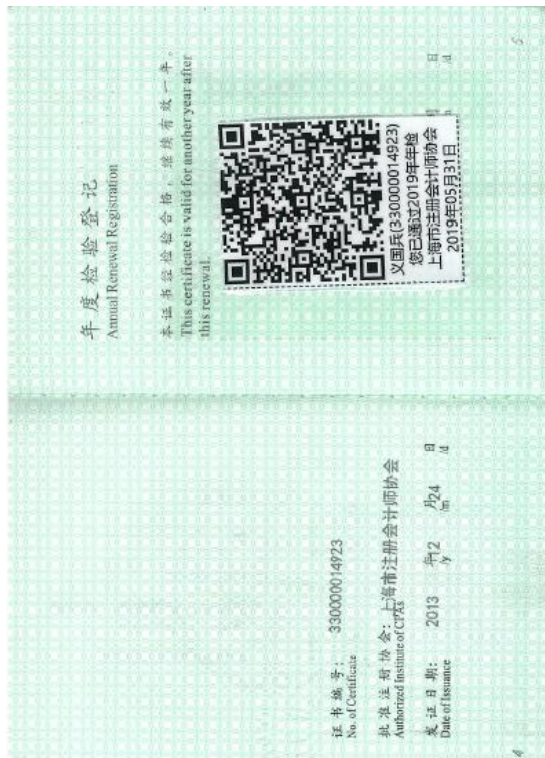 年度检验登记
Annual Renewal Registration
本证书经检验合格，继续有效一年。
This certificate is valid for another year after
this renewal.
义国兵(330000014923)
您已通过2019年年检
上海市注册会计师协会
2019年05月31日
日
/d
5
证书编号： 330000014923
No. of Certificate
批准注册协会：上海市注册会计师协会
Authorized Institute of CPAs
发证日期： 2013 年12 月24 日
Date of Issuance /y /m /d
4